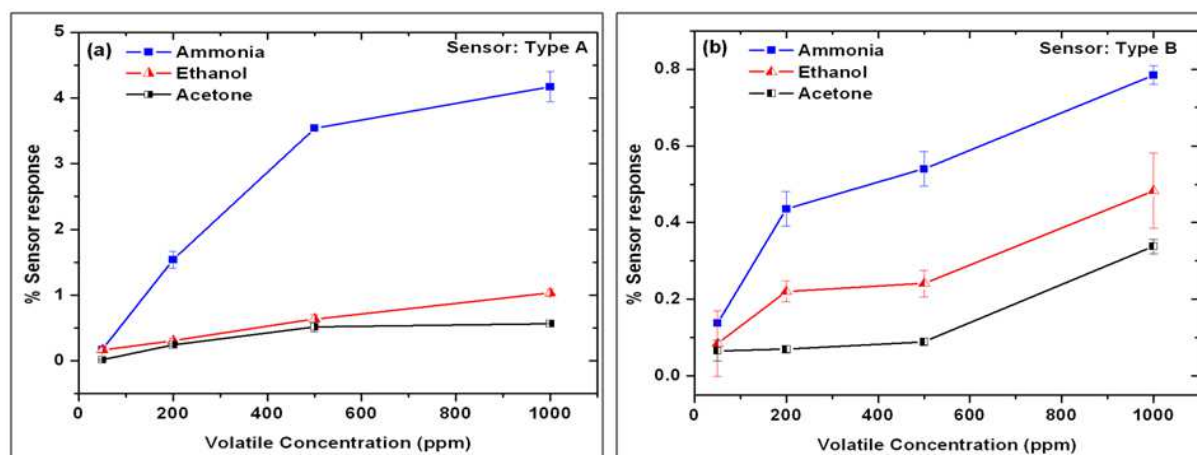 (a)
Ammonia
Ethanol
Acetone
Sensor: Type A
% Sensor response
5
4
3
2
1
0
0 200 400 600 800 1000
Volatile Concentration (ppm)
(b)
Ammonia
Ethanol
Acetone
Sensor: Type B
% Sensor response
0.8
0.6
0.4
0.2
0.0
0 200 400 600 800 1000
Volatile Concentration (ppm)